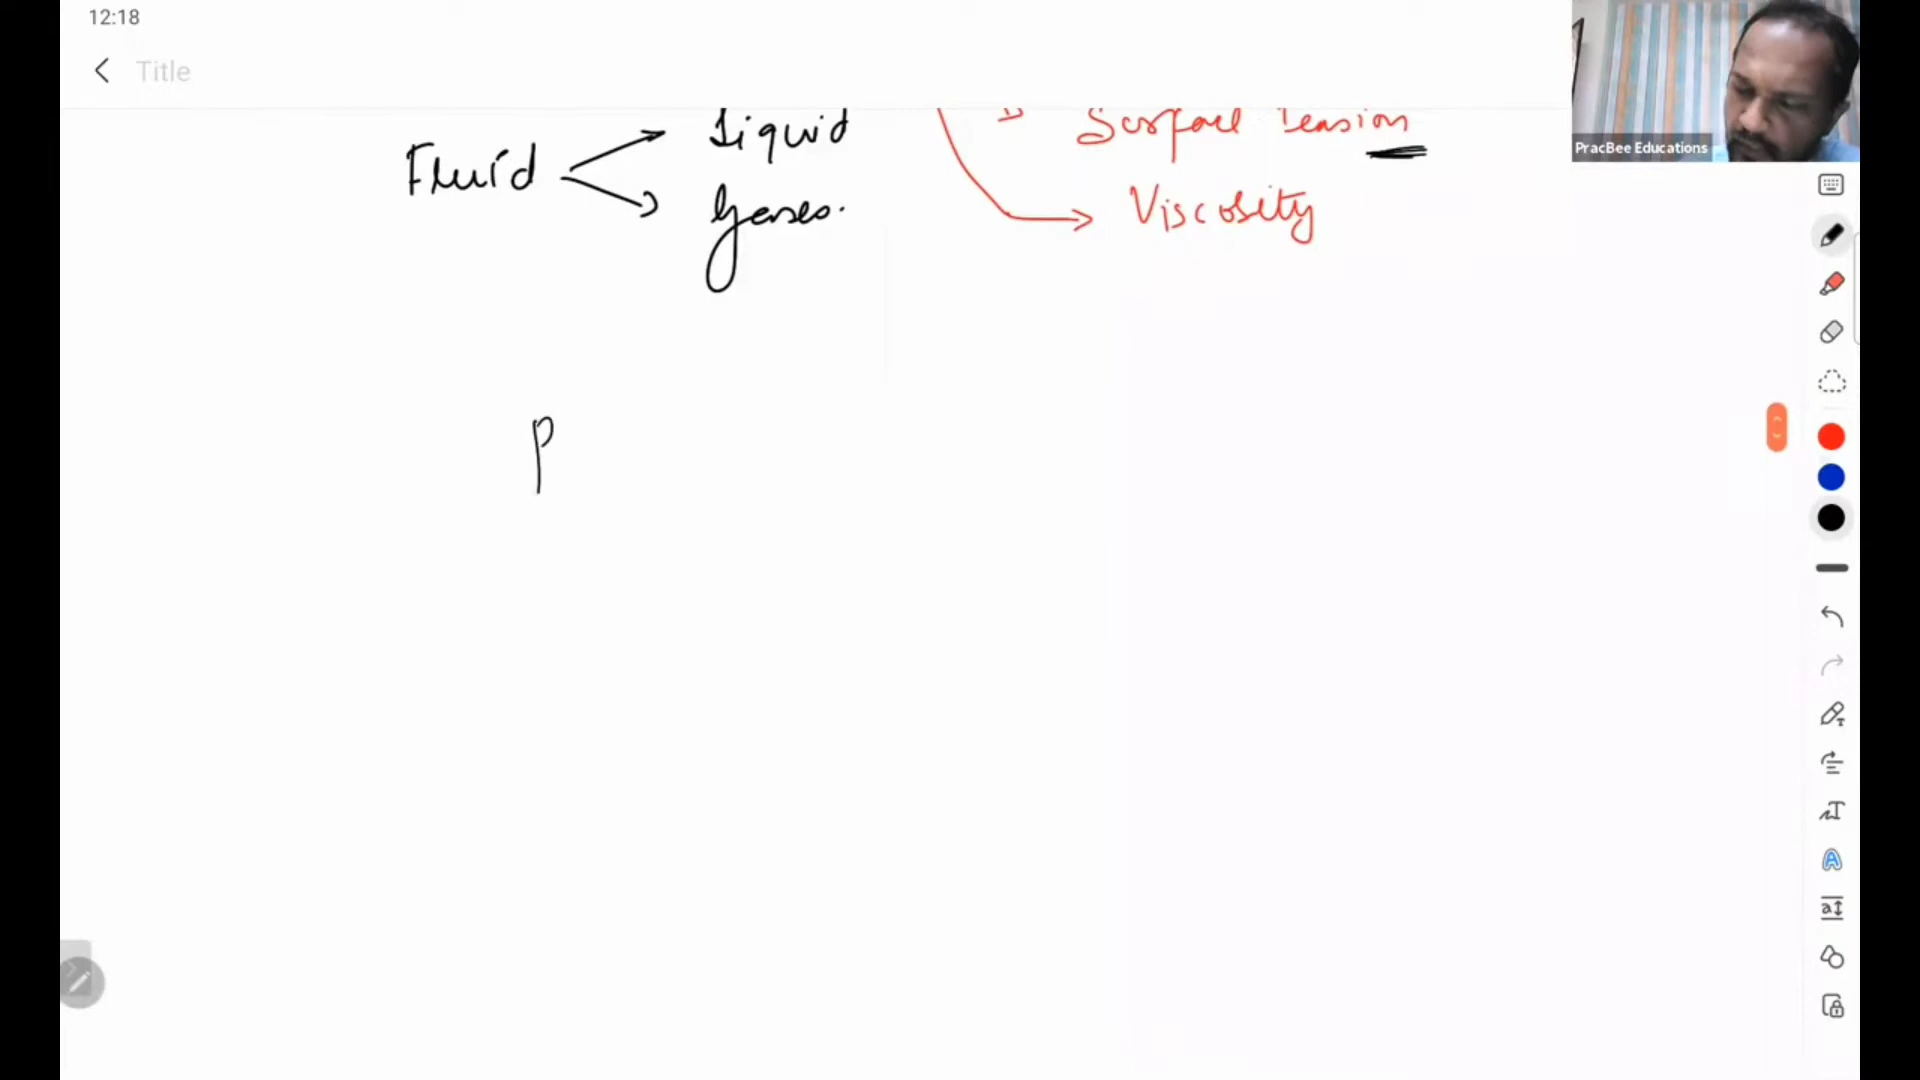 12:18
Title
PracBee Educations
Liquid
Surface Tension
Fluid
Gases.
Viscosity
P